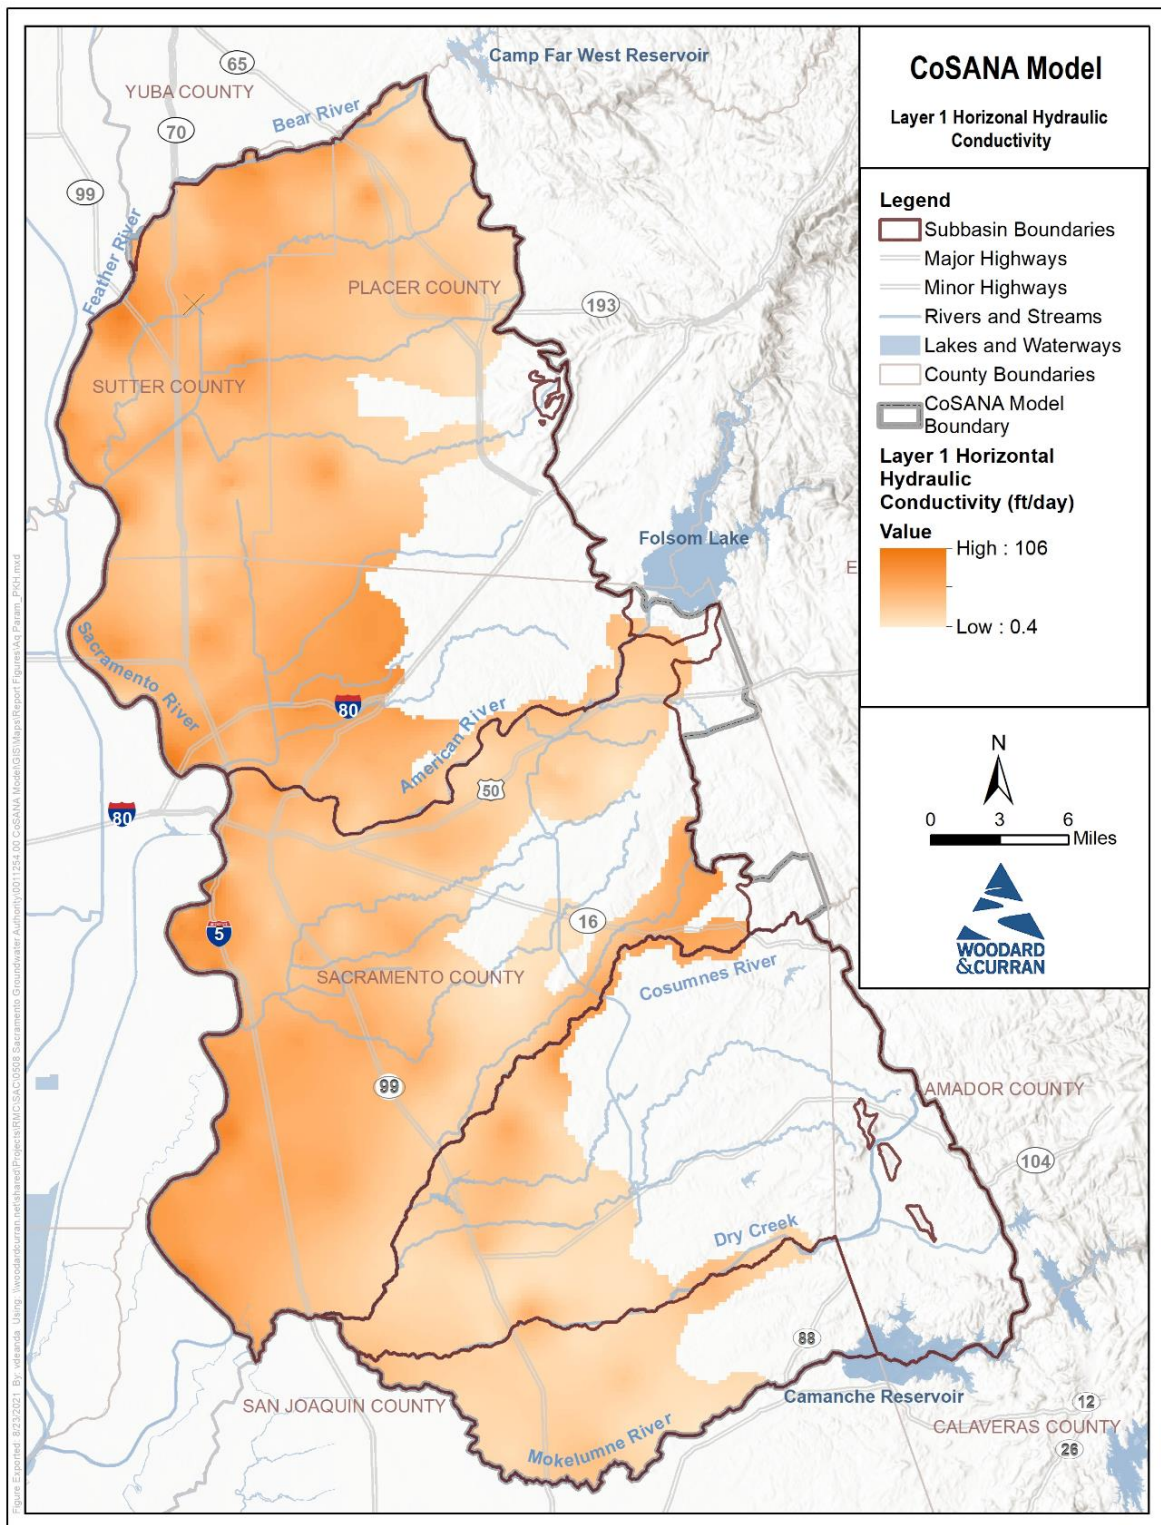 CoSANA Model
Layer 1 Horizonal Hydraulic
Conductivity
Legend
Subbasin Boundaries
Major Highways
Minor Highways
Rivers and Streams
Lakes and Waterways
County Boundaries
CoSANA Model
Boundary
Layer 1 Horizontal
Hydraulic
Conductivity (ft/day)
Value
High : 106
Low : 0.4
N
0 3 6
Miles
WOODARD
&CURRAN
Camp Far West Reservoir
65
YUBA COUNTY
Bear River
70
99
Feather River
PLACER COUNTY
193
SUTTER COUNTY
Folsom Lake
E
Sacramento River
80
American River
50
80
16
5
SACRAMENTO COUNTY
Cosumnes River
99
AMADOR COUNTY
104
Dry Creek
88
Camanche Reservoir
SAN JOAQUIN COUNTY
12
CALAVERAS COUNTY
26
Mokelumne River